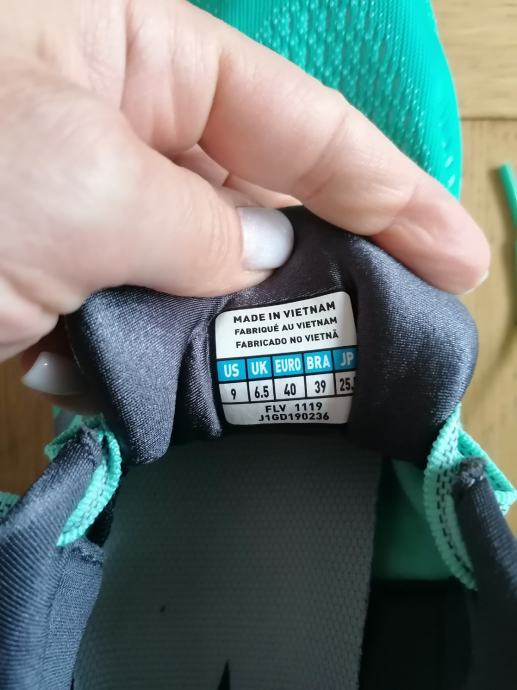 MADE IN VIETNAM
FABRIQUÉ AU VIETNAM
FABRICADO NO VIETNÃ
US UK EURO BRA JP
9 6.5 40 39 25.
FLV 1119
J1GD190236